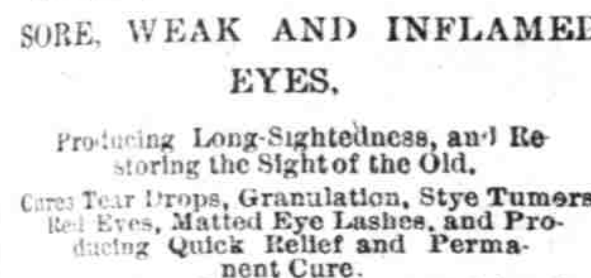 SORE, WEAK AND INFLAMED
EYES,
Producing Long-Sightedness, and Re-
storing the Sight of the Old.
Cures Tear Drops, Granulation, Stye Tumors
Red Eyes, Matted Eye Lashes, and Pro-
ducing Quick Relief and Perma-
nent Cure.